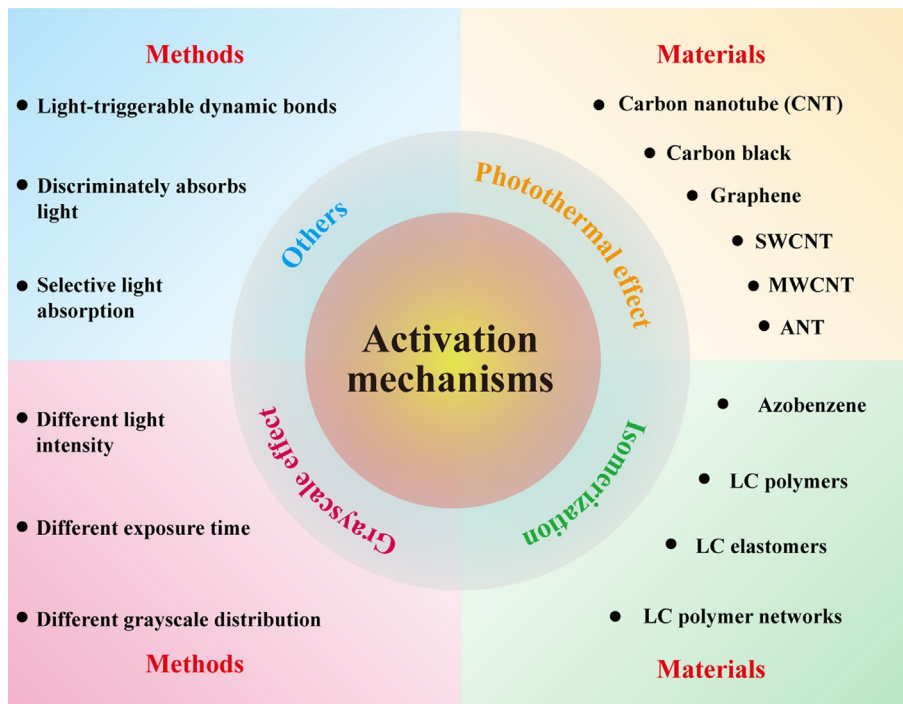 Methods
Light-triggerable dynamic bonds
Discriminately absorbs
light
Selective light
absorption
Others
Materials
Carbon nanotube (CNT)
Carbon black
Graphene
SWCNT
MWCNT
ANT
Photothermal effect
Activation
mechanisms
Different light
intensity
Different exposure time
Different grayscale distribution
Methods
Grayscale effect
Isomerization
Azobenzene
LC polymers
LC elastomers
LC polymer networks
Materials